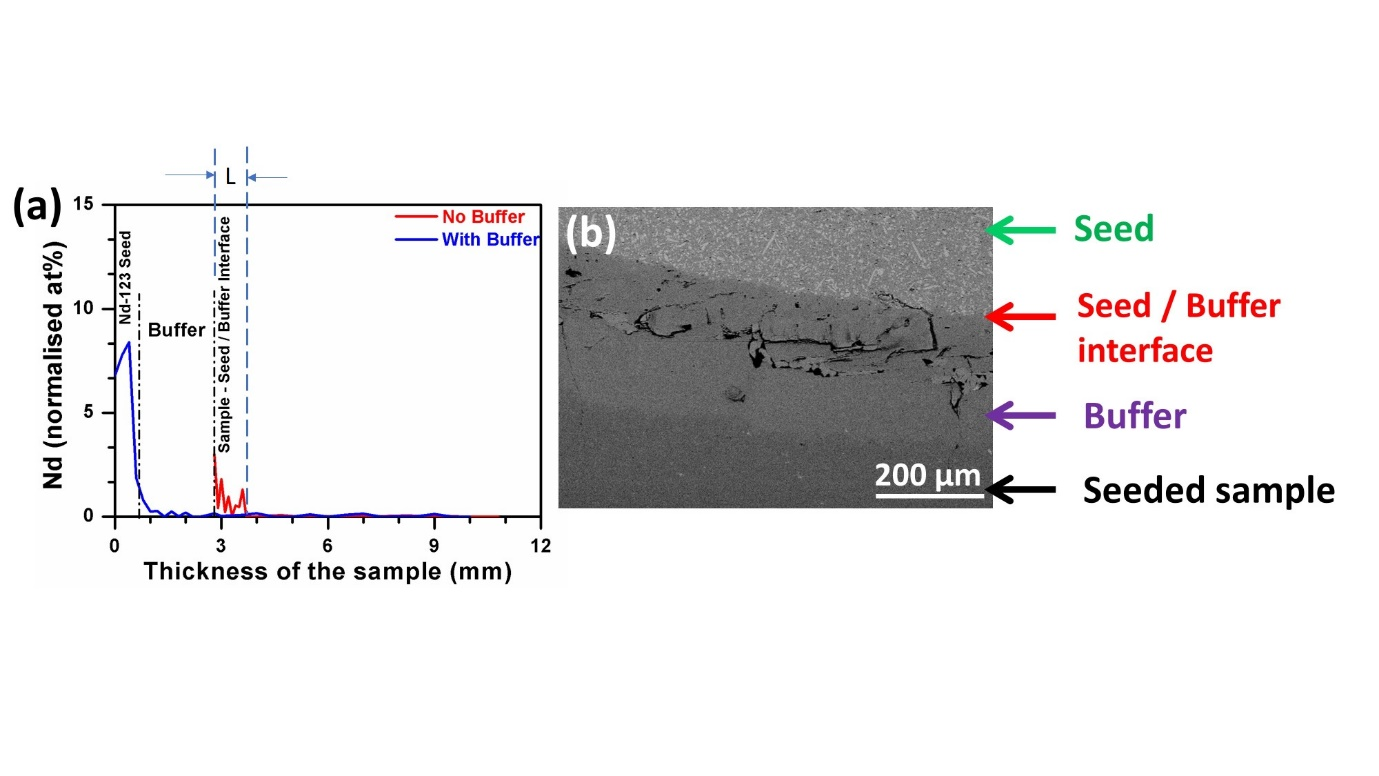 (a)
L
15
10
5
0
Nd (normalised at%)
Nd-123 Seed
Buffer
Sample - Seed / Buffer Interface
No Buffer
With Buffer
0 3 6 9 12
Thickness of the sample (mm)
(b)
200 µm
Seed
Seed / Buffer
interface
Buffer
Seeded sample